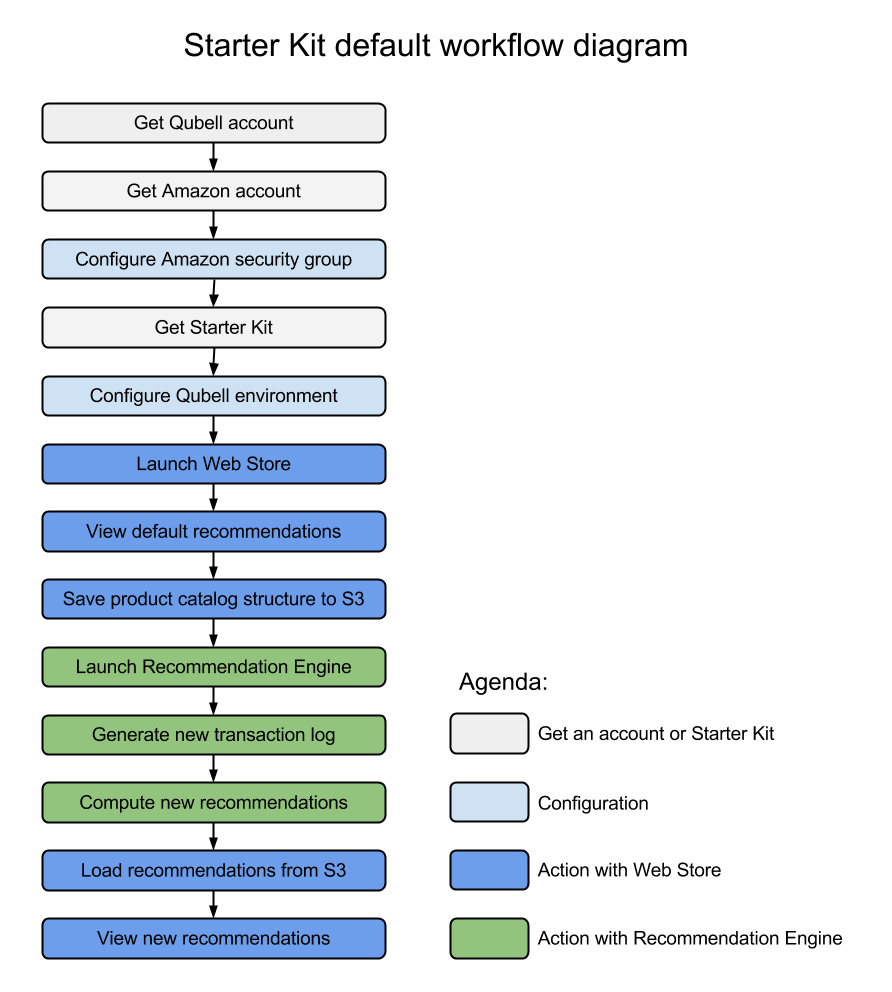 Starter Kit default workflow diagram
Get Qubell account
Get Amazon account
Configure Amazon security group
Get Starter Kit
Configure Qubell environment
Launch Web Store
View default recommendations
Save product catalog structure to S3
Launch Recommendation Engine
Generate new transaction log
Compute new recommendations
Load recommendations from S3
View new recommendations
Agenda:
Get an account or Starter Kit
Configuration
Action with Web Store
Action with Recommendation Engine